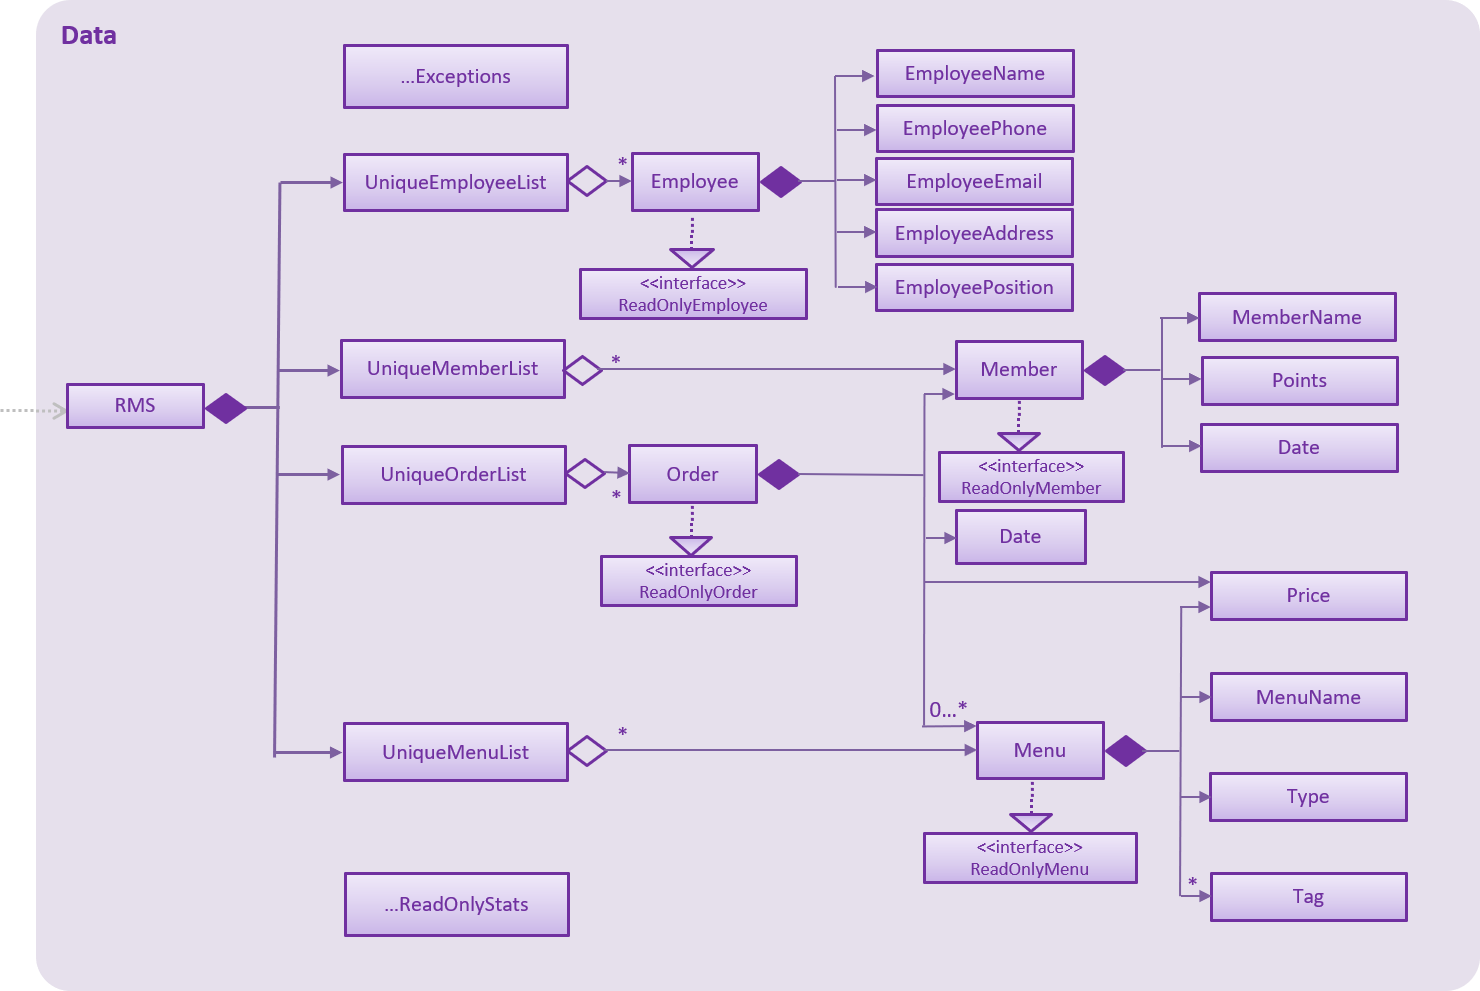 Data
...Exceptions
EmployeeName
EmployeePhone
UniqueEmployeeList
*
Employee
EmployeeEmail
EmployeeAddress
<<interface>>
ReadOnlyEmployee
EmployeePosition
MemberName
UniqueMemberList
*
Member
Points
RMS
Date
<<interface>>
ReadOnlyMember
UniqueOrderList
*
Order
Date
<<interface>>
ReadOnlyOrder
Price
MenuName
0...*
UniqueMenuList
*
Menu
Type
<<interface>>
ReadOnlyMenu
*
Tag
...ReadOnlyStats